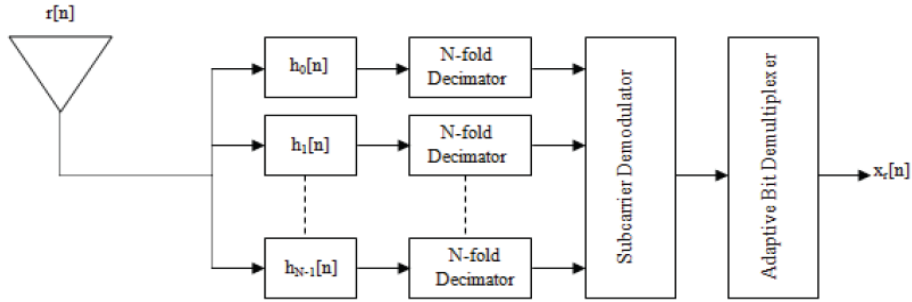 r[n]
h0[n]
N-fold
Decimator
h1[n]
N-fold
Decimator
hN-1[n]
N-fold
Decimator
Subcarrier Demodulator
Adaptive Bit Demultiplexer
xr[n]